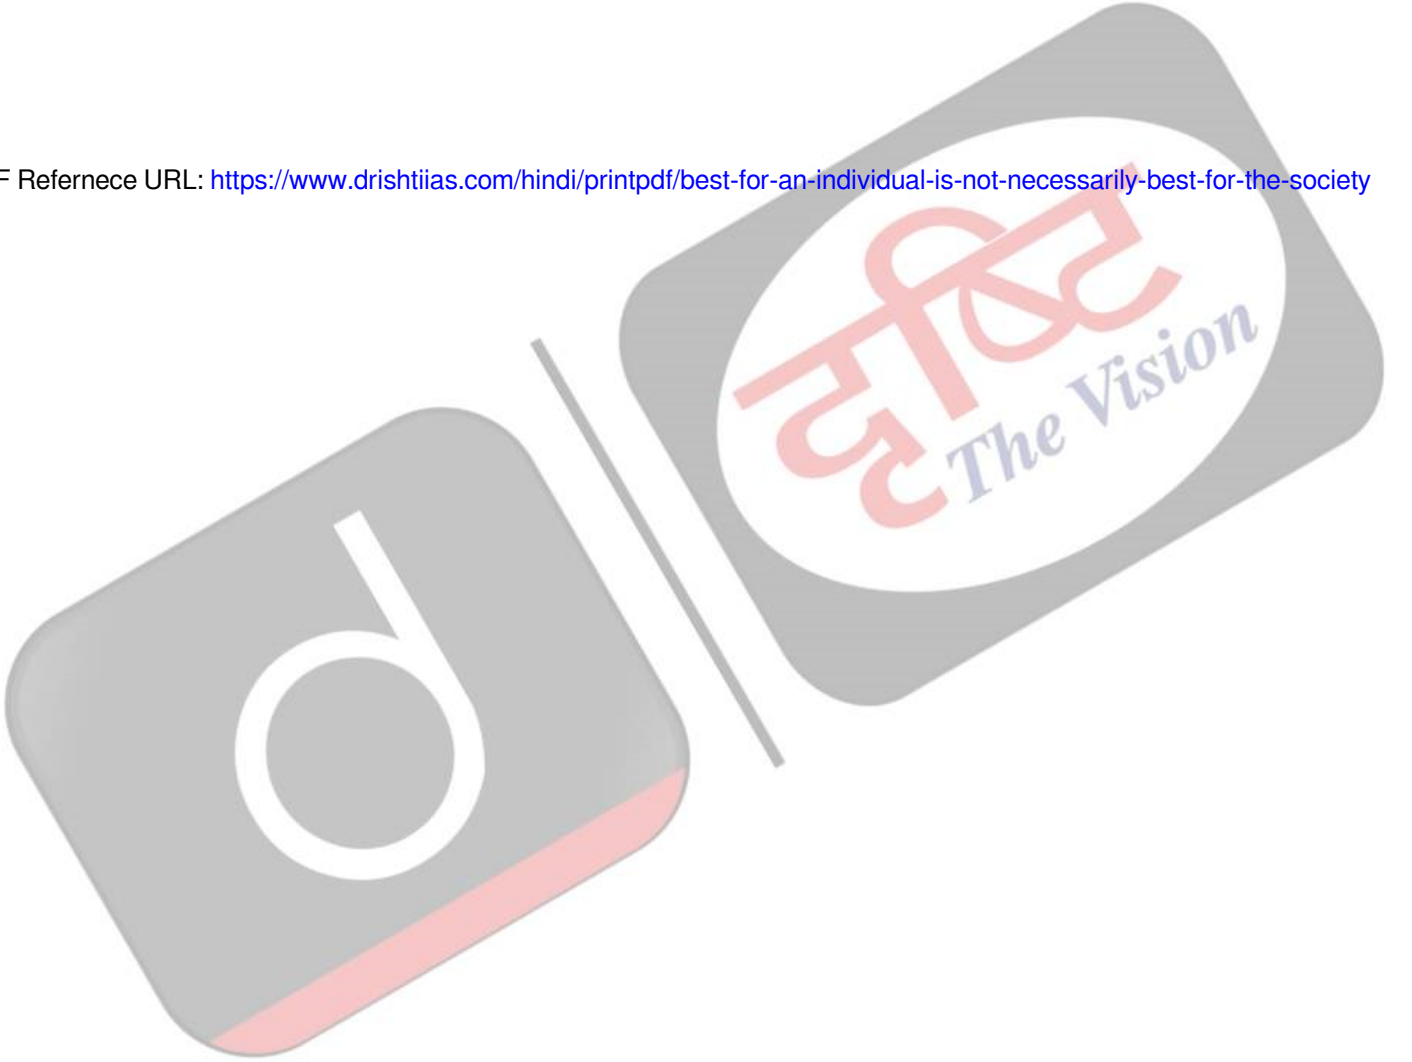 F Refernece URL: https://www.drishtiias.com/hindi/printpdf/best-for-an-individual-is-not-necessarily-best-for-the-society
दृष्टि
The Vision
d